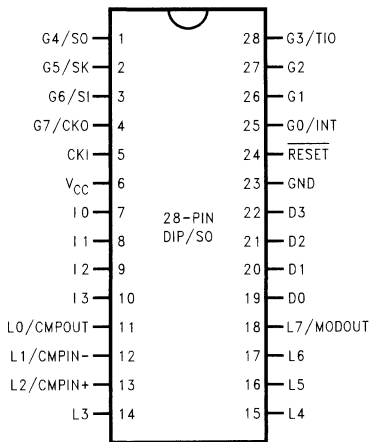 G4/SO 1 28 G3/TIO
G5/SK 2 27 G2
G6/SI 3 26 G1
G7/CKO 4 25 G0/INT
CKI 5 24 RESET
VCC 6 23 GND
I0 7 22 D3
28-PIN
I1 8 21 D2
DIP/SO
I2 9 20 D1
I3 10 19 D0
L0/CMPOUT 11 18 L7/MODOUT
L1/CMPIN- 12 17 L6
L2/CMPIN+ 13 16 L5
L3 14 15 L4